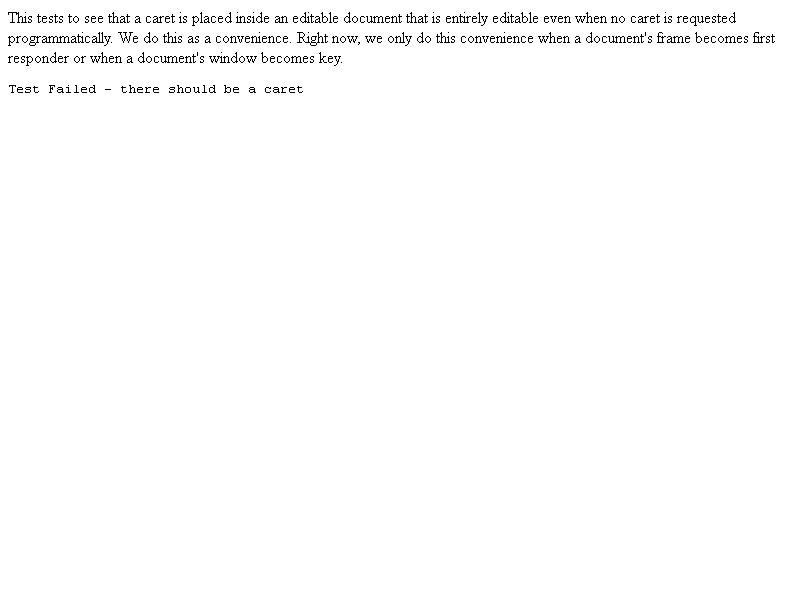 This tests to see that a caret is placed inside an editable document that is entirely editable even when no caret is requested
programmatically. We do this as a convenience. Right now, we only do this convenience when a document's frame becomes first
responder or when a document's window becomes key.
Test Failed - there should be a caret